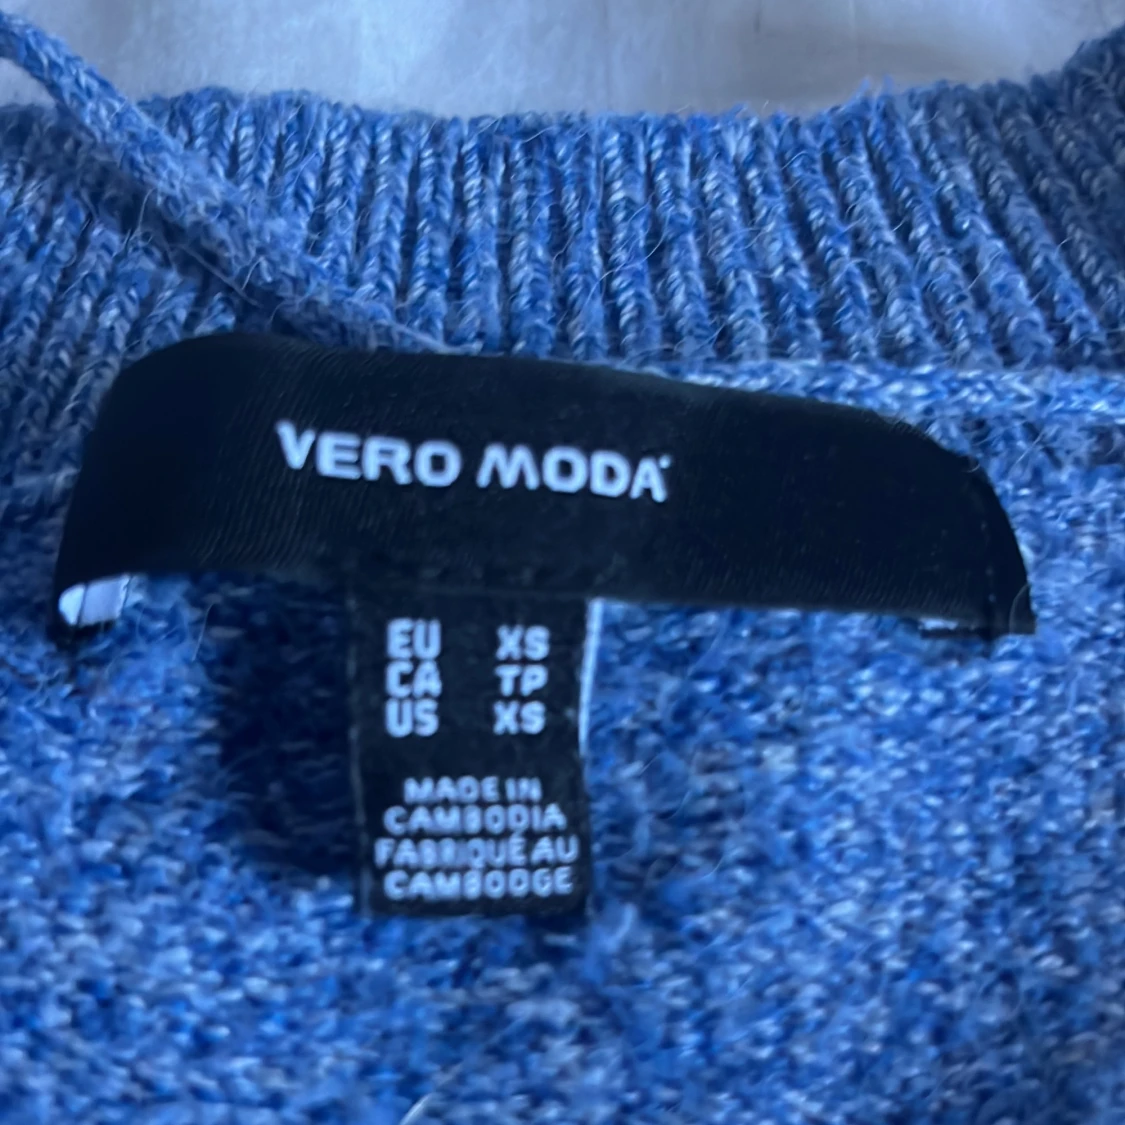 VERO MODA
EU XS
CA TP
US XS
MADE IN
CAMBODIA
FABRIQUÉ AU
CAMBODGE